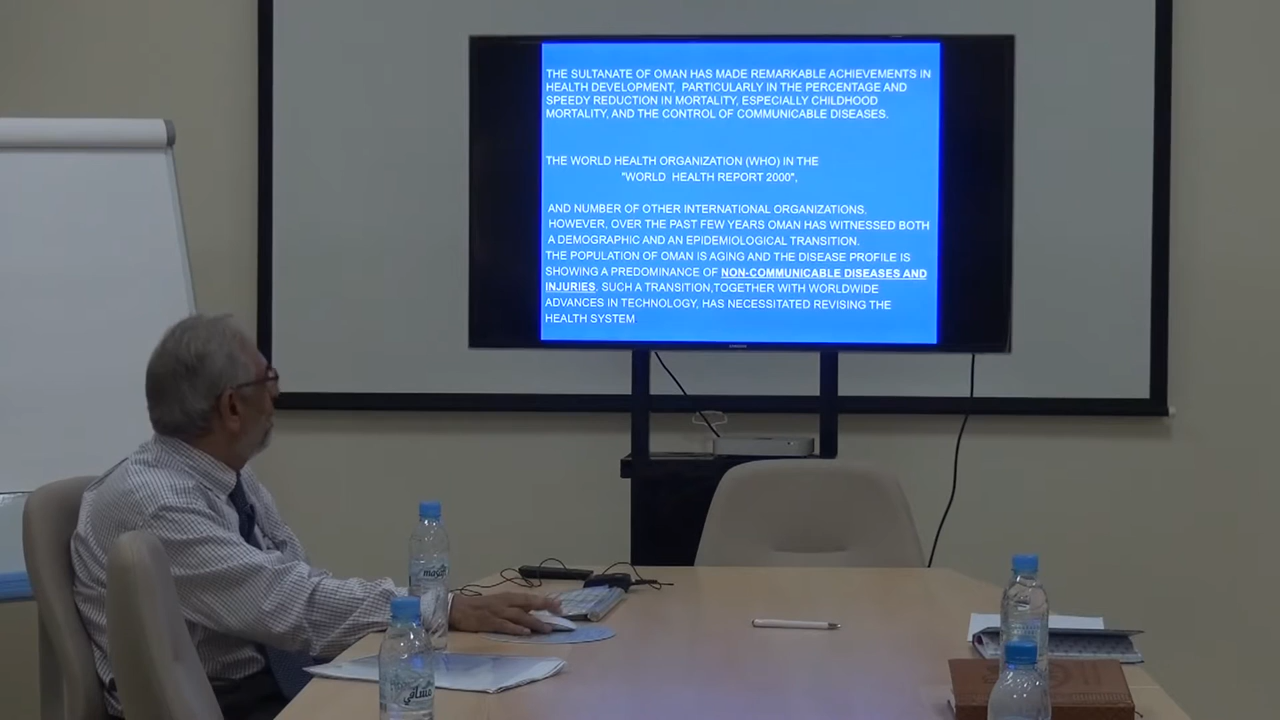 THE SULTANATE OF OMAN HAS MADE REMARKABLE ACHIEVEMENTS IN
HEALTH DEVELOPMENT, PARTICULARLY IN THE PERCENTAGE AND
SPEEDY REDUCTION IN MORTALITY, ESPECIALLY CHILDHOOD
MORTALITY, AND THE CONTROL OF COMMUNICABLE DISEASES.
THE WORLD HEALTH ORGANIZATION (WHO) IN THE
"WORLD HEALTH REPORT 2000",
AND NUMBER OF OTHER INTERNATIONAL ORGANIZATIONS.
HOWEVER, OVER THE PAST FEW YEARS OMAN HAS WITNESSED BOTH
A DEMOGRAPHIC AND AN EPIDEMIOLOGICAL TRANSITION.
THE POPULATION OF OMAN IS AGING AND THE DISEASE PROFILE IS
SHOWING A PREDOMINANCE OF NON-COMMUNICABLE DISEASES AND
INJURIES. SUCH A TRANSITION,TOGETHER WITH WORLDWIDE
ADVANCES IN TECHNOLOGY, HAS NECESSITATED REVISING THE
HEALTH SYSTEM
SAMSUNG
مسافي